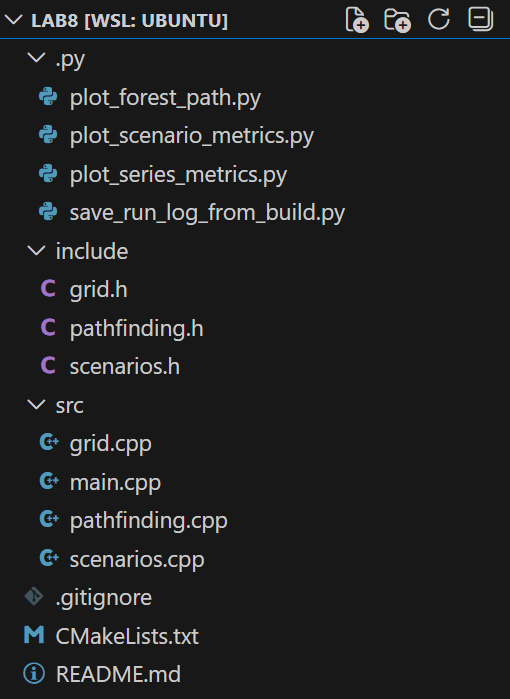 LAB8 [WSL: UBUNTU]
.py
plot_forest_path.py
plot_scenario_metrics.py
plot_series_metrics.py
save_run_log_from_build.py
include
C grid.h
C pathfinding.h
C scenarios.h
src
C++ grid.cpp
C++ main.cpp
C++ pathfinding.cpp
C++ scenarios.cpp
.gitignore
M CMakeLists.txt
README.md